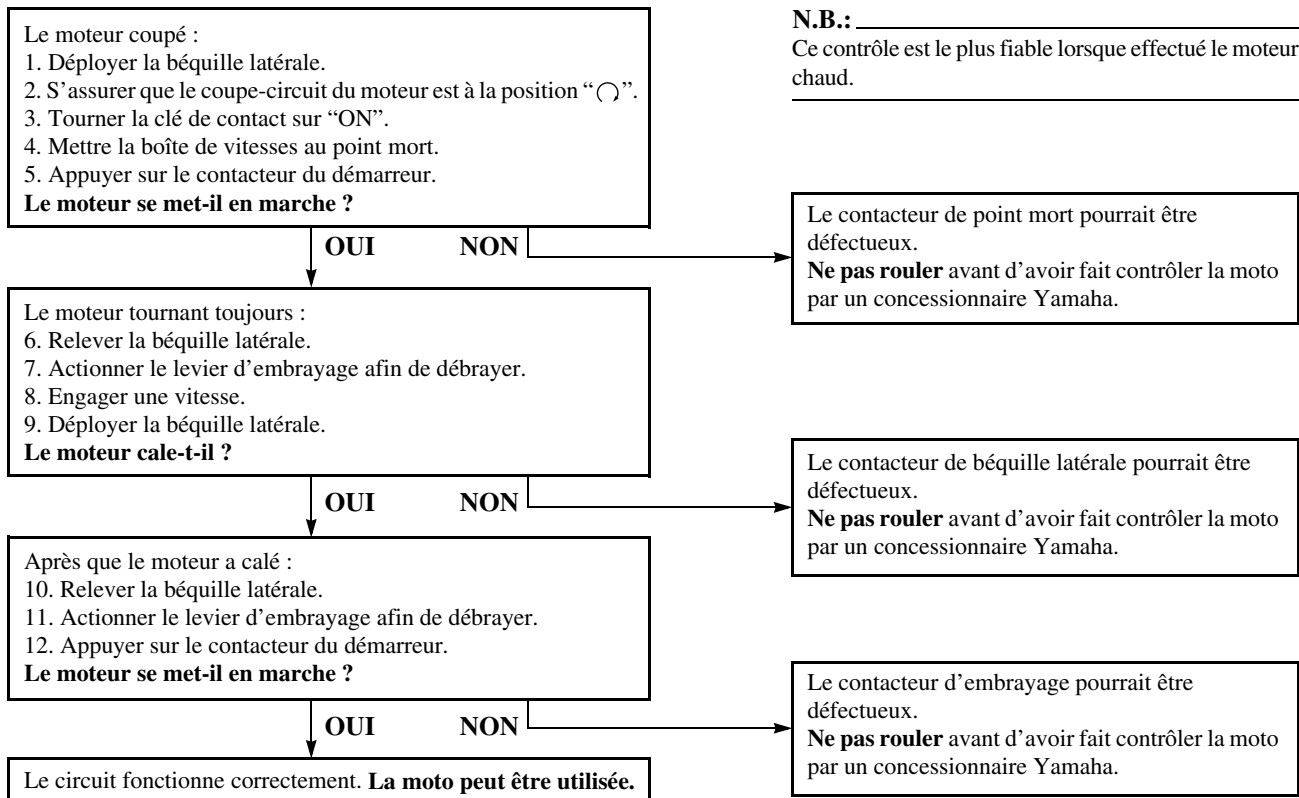 Le moteur coupé :
1. Déployer la béquille latérale.
2. S’assurer que le coupe-circuit du moteur est à la position “ ”.
3. Tourner la clé de contact sur “ON”.
4. Mettre la boîte de vitesses au point mort.
5. Appuyer sur le contacteur du démarreur.
Le moteur se met-il en marche ?
N.B.:
Ce contrôle est le plus fiable lorsque effectué le moteur
chaud.
OUI NON
Le contacteur de point mort pourrait être
défectueux.
Ne pas rouler avant d’avoir fait contrôler la moto
par un concessionnaire Yamaha.
Le moteur tournant toujours :
6. Relever la béquille latérale.
7. Actionner le levier d’embrayage afin de débrayer.
8. Engager une vitesse.
9. Déployer la béquille latérale.
Le moteur cale-t-il ?
OUI NON
Le contacteur de béquille latérale pourrait être
défectueux.
Ne pas rouler avant d’avoir fait contrôler la moto
par un concessionnaire Yamaha.
Après que le moteur a calé :
10. Relever la béquille latérale.
11. Actionner le levier d’embrayage afin de débrayer.
12. Appuyer sur le contacteur du démarreur.
Le moteur se met-il en marche ?
OUI NON
Le contacteur d’embrayage pourrait être
défectueux.
Ne pas rouler avant d’avoir fait contrôler la moto
par un concessionnaire Yamaha.
Le circuit fonctionne correctement. La moto peut être utilisée.